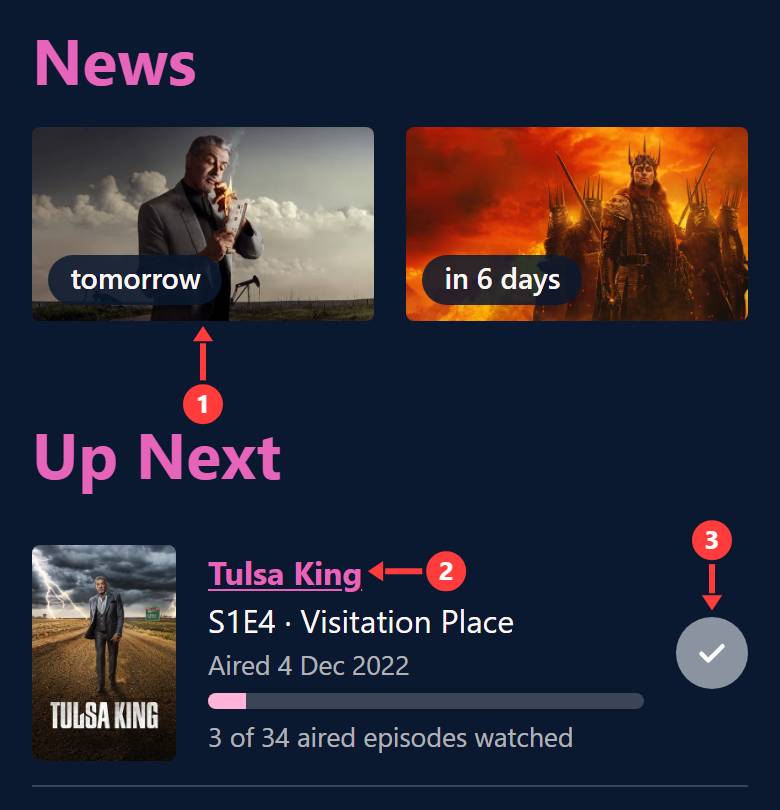 News
tomorrow
in 6 days
1
Up Next
3
Tulsa King
2
S1E4 · Visitation Place
Aired 4 Dec 2022
3 of 34 aired episodes watched
TULSA KING